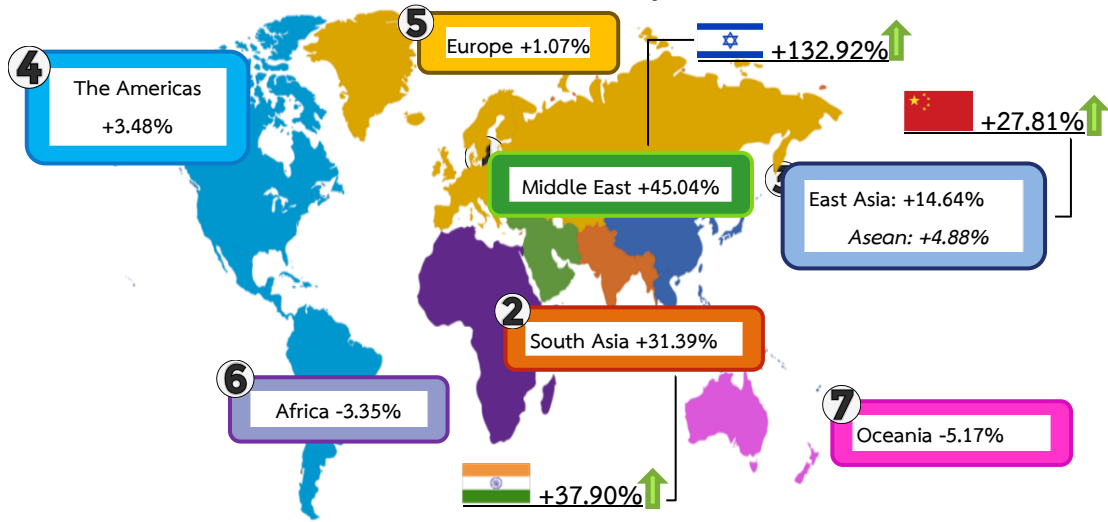 5
Europe +1.07%
+132.92%
4
The Americas
+3.48%
+27.81%
Middle East +45.04%
3
East Asia: +14.64%
Asean: +4.88%
2
South Asia +31.39%
6
Africa -3.35%
7
Oceania -5.17%
+37.90%